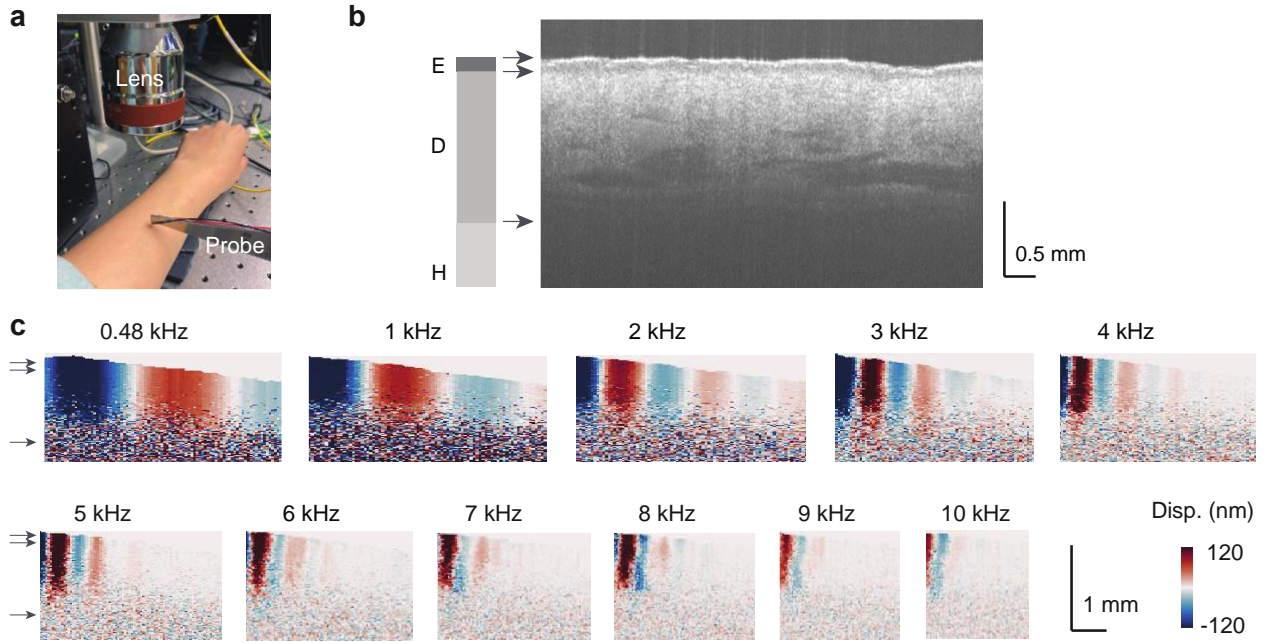 a
b
Lens
Probe
E
D
H
0.5 mm
c
0.48 kHz
1 kHz
2 kHz
3 kHz
4 kHz
5 kHz
6 kHz
7 kHz
8 kHz
9 kHz
10 kHz
Disp. (nm)
1 mm
120
-120